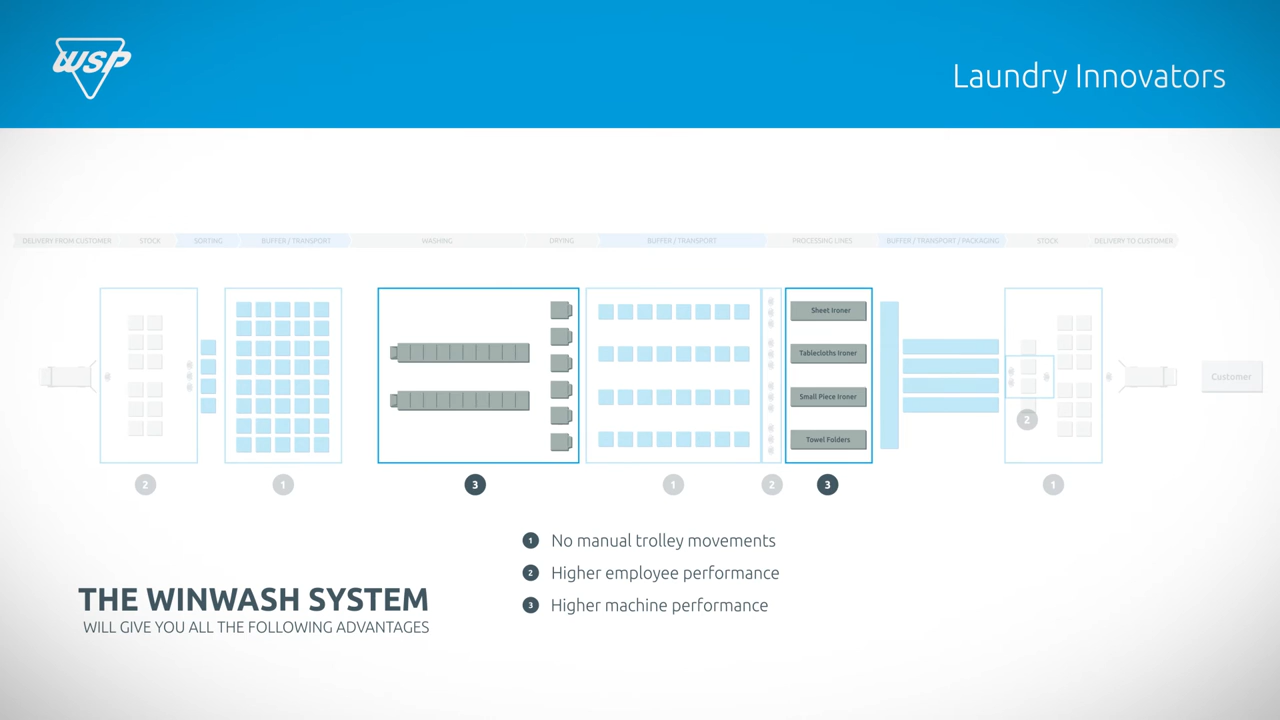 WSP
Laundry Innovators
DELIVERY FROM CUSTOMER STOCK SORTING BUFFER / TRANSPORT WASHING DRYING BUFFER / TRANSPORT PROCESSING LINES BUFFER / TRANSPORT / PACKAGING STOCK DELIVERY TO CUSTOMER
Sheet Ironer
Tablecloths Ironer
Customer
Small Piece Ironer
2
Towel Folders
2 1 3 1 2 3 1
1 No manual trolley movements
2 Higher employee performance
3 Higher machine performance
THE WINWASH SYSTEM
WILL GIVE YOU ALL THE FOLLOWING ADVANTAGES